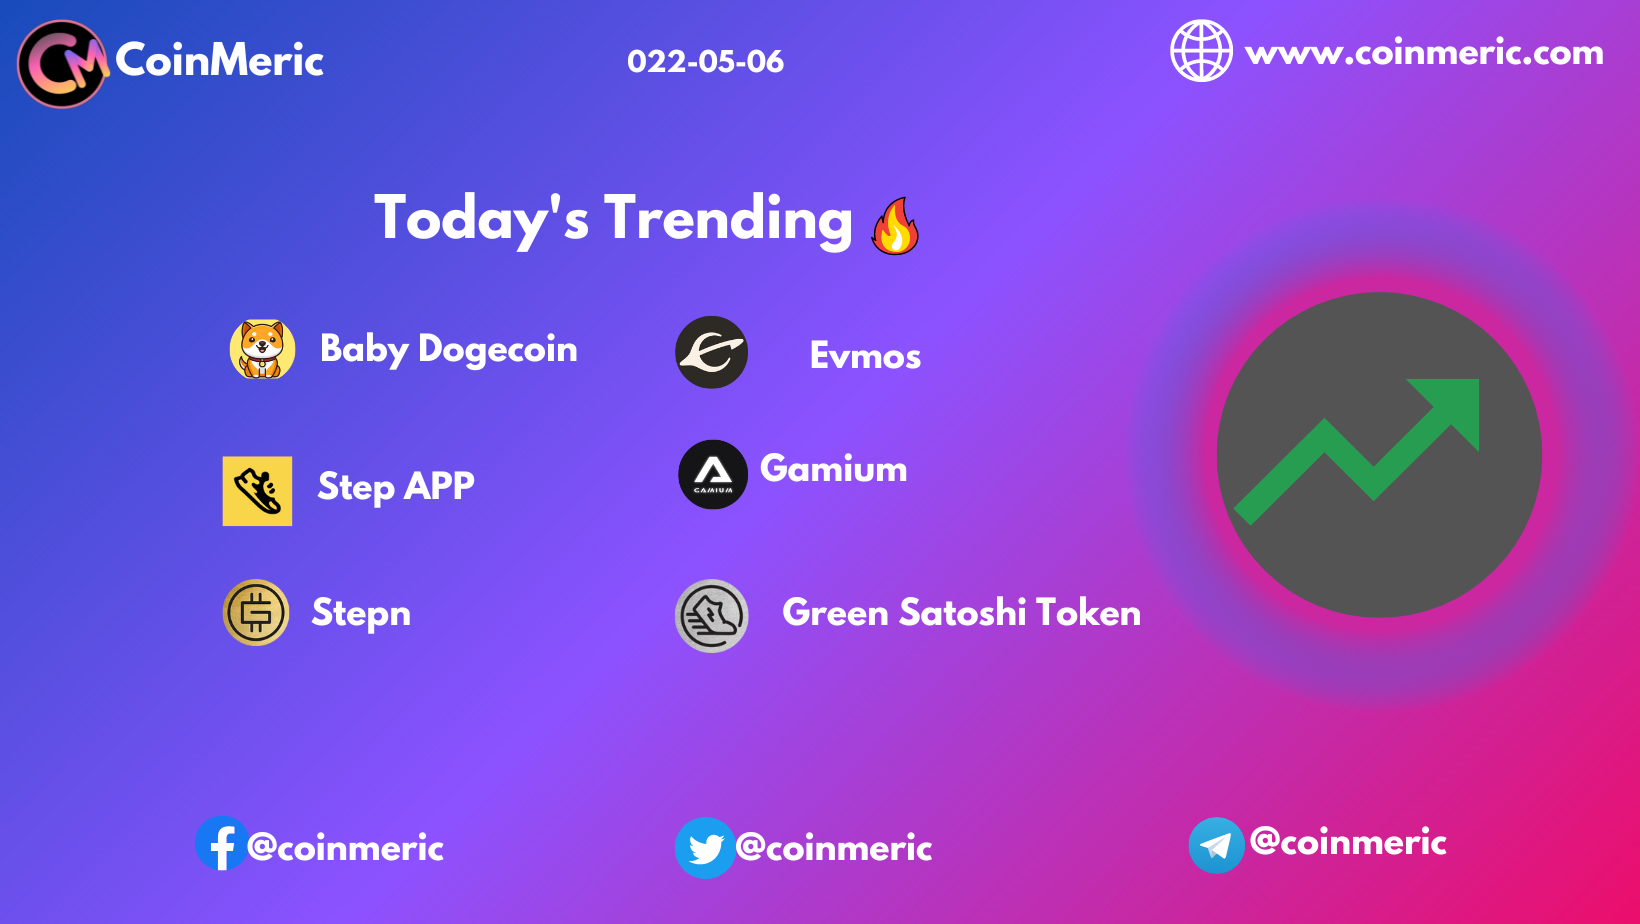 CM
CoinMeric
022-05-06
www.coinmeric.com
Today's Trending
Baby Dogecoin
Evmos
Step APP
Gamium
GAMIUM
Stepn
Green Satoshi Token
@coinmeric
@coinmeric
@coinmeric